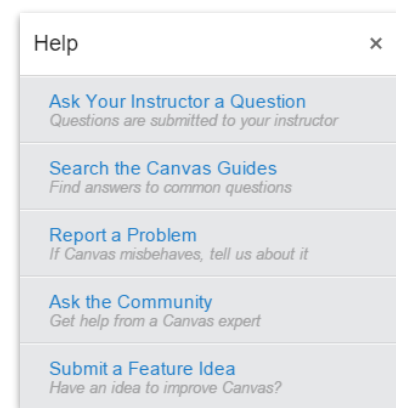 Help ×
Ask Your Instructor a Question
Questions are submitted to your instructor
Search the Canvas Guides
Find answers to common questions
Report a Problem
If Canvas misbehaves, tell us about it
Ask the Community
Get help from a Canvas expert
Submit a Feature Idea
Have an idea to improve Canvas?